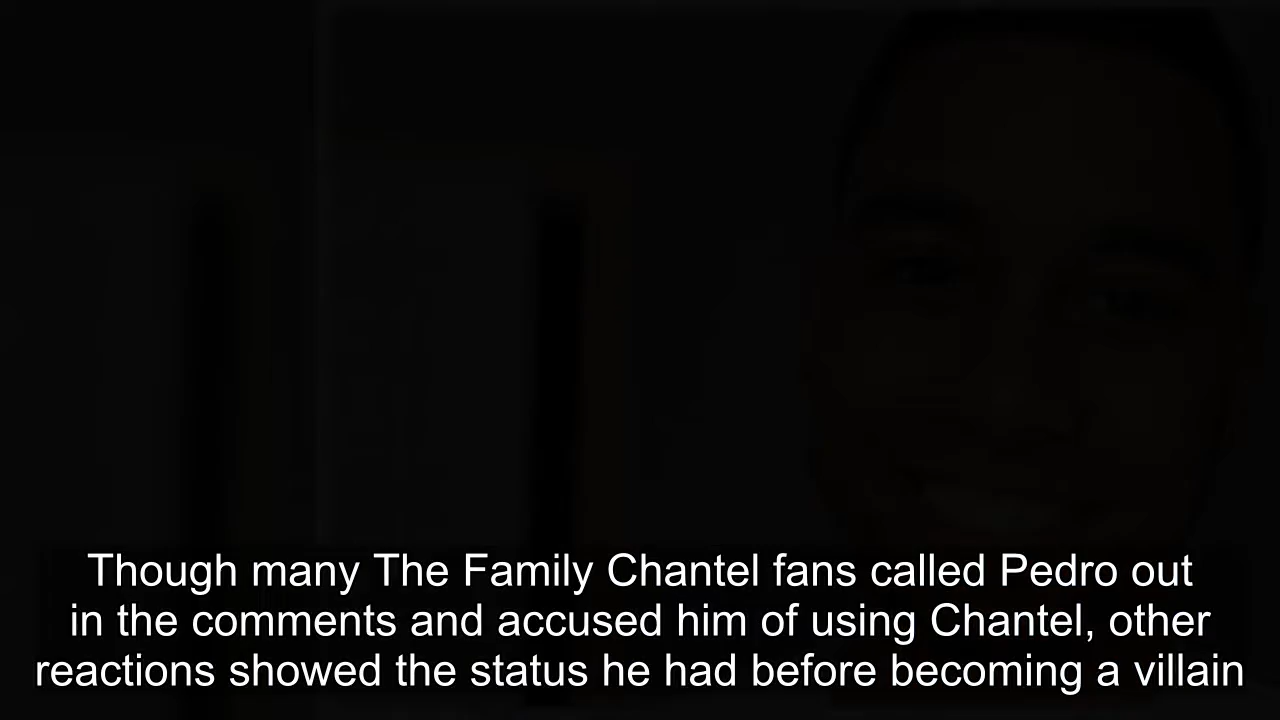 Though many The Family Chantel fans called Pedro out
in the comments and accused him of using Chantel, other
reactions showed the status he had before becoming a villain